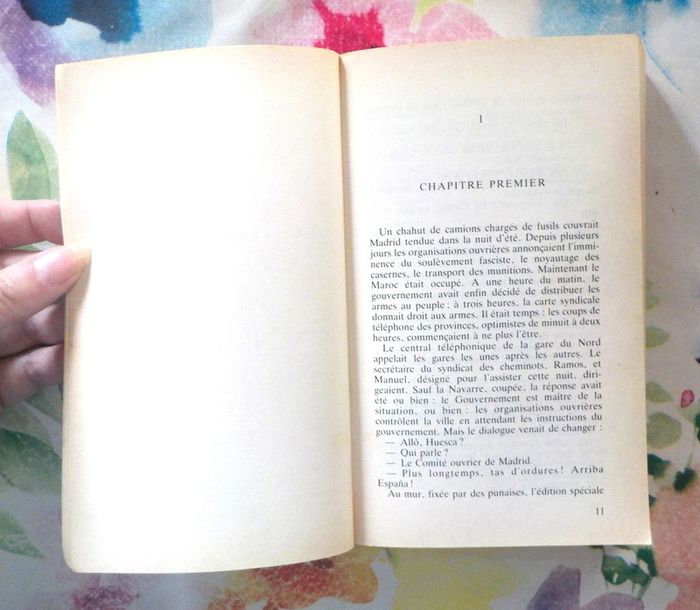 I
CHAPITRE PREMIER
Un chahut de camions chargés de fusils couvrait
Madrid tendue dans la nuit d'été. Depuis plusieurs
jours les organisations ouvrières annonçaient l'immi-
nence du soulèvement fasciste, le noyautage des
casernes, le transport des munitions. Maintenant le
Maroc était occupé. A une heure du matin, le
gouvernement avait enfin décidé de distribuer les
armes au peuple ; à trois heures, la carte syndicale
donnait droit aux armes. Il était temps : les coups de
téléphone des provinces, optimistes de minuit à deux
heures, commençaient à ne plus l'être.
Le central téléphonique de la gare du Nord
appelait les gares les unes après les autres. Le
secrétaire du syndicat des cheminots, Ramos, et
Manuel, désigné pour l'assister cette nuit, diri-
geaient. Sauf la Navarre, coupée, la réponse avait
été ou bien : le Gouvernement est maître de la
situation, ou bien : les organisations ouvrières
contrôlent la ville en attendant les instructions du
gouvernement. Mais le dialogue venait de changer :
— Allô, Huesca ?
— Qui parle ?
— Le Comité ouvrier de Madrid.
— Plus longtemps, tas d'ordures ! Arriba
España !
Au mur, fixée par des punaises, l'édition spéciale
11